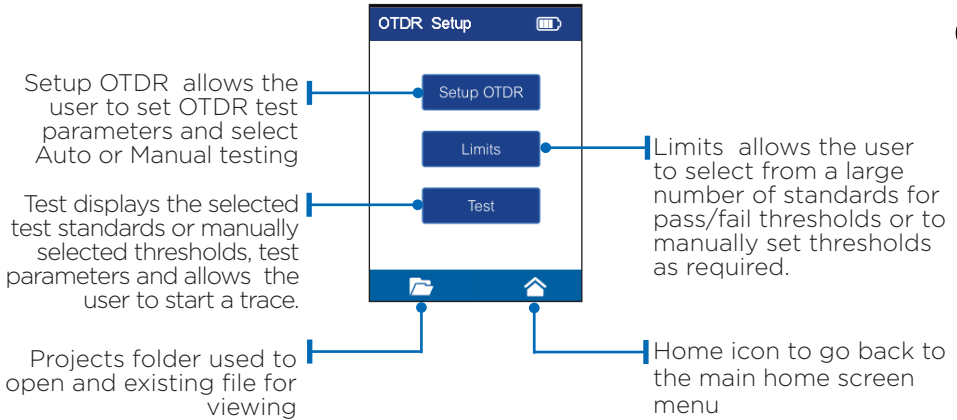 OTDR Setup
Setup OTDR allows the
user to set OTDR test
parameters and select
Auto or Manual testing
Setup OTDR
Limits
Limits allows the user
to select from a large
number of standards for
pass/fail thresholds or to
manually set thresholds
as required.
Test displays the selected
test standards or manually
selected thresholds, test
parameters and allows the
user to start a trace.
Test
Projects folder used to
open and existing file for
viewing
Home icon to go back to
the main home screen
menu